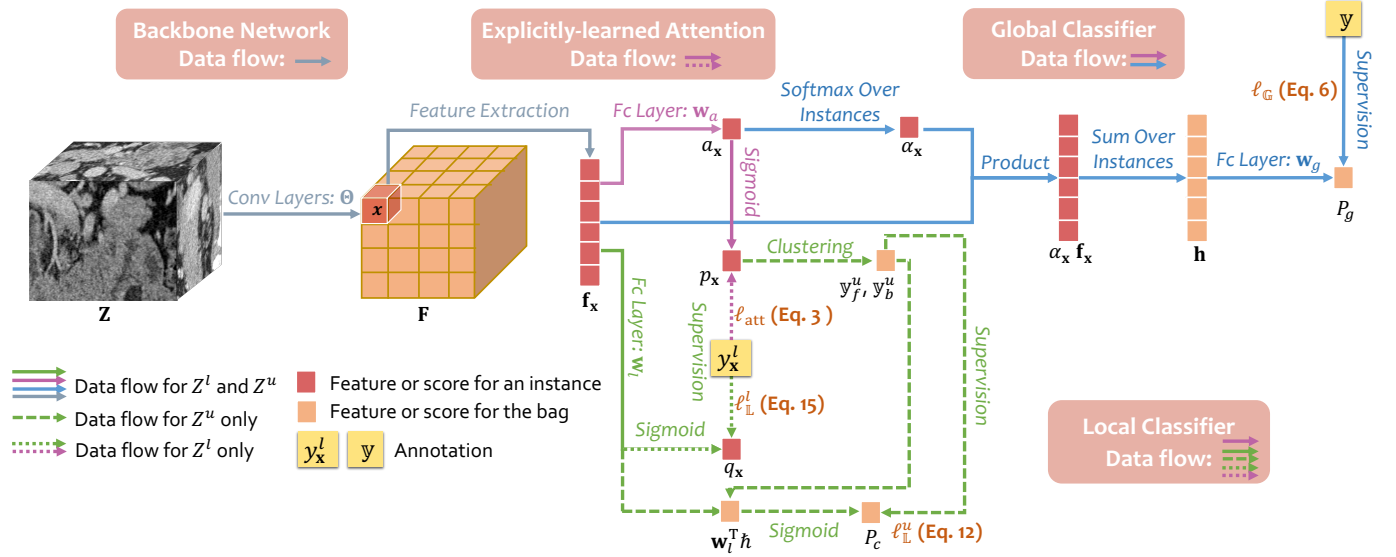 Backbone Network
Data flow:
Explicitly-learned Attention
Data flow:
Global Classifier
Data flow:
𝕪
Supervision
ℓ_𝔾 (Eq. 6)
Feature Extraction
Fc Layer: w_a
Softmax Over
Instances
a_x
α_x
Sigmoid
Product
Sum Over
Instances
Fc Layer: w_g
P_g
Conv Layers: Θ
x
Z
F
f_x
α_x f_x
h
Clustering
p_x
𝕪_f^u, 𝕪_b^u
Fc Layer: w_l
Supervision
ℓ_att (Eq. 3 )
y_x^l
ℓ_𝕃^l (Eq. 15)
Supervision
Sigmoid
q_x
w_l^T ℏ
Sigmoid
P_c
ℓ_𝕃^u (Eq. 12)
Data flow for Z^l and Z^u
Data flow for Z^u only
Data flow for Z^l only
Feature or score for an instance
Feature or score for the bag
y_x^l 𝕪 Annotation
Local Classifier
Data flow: